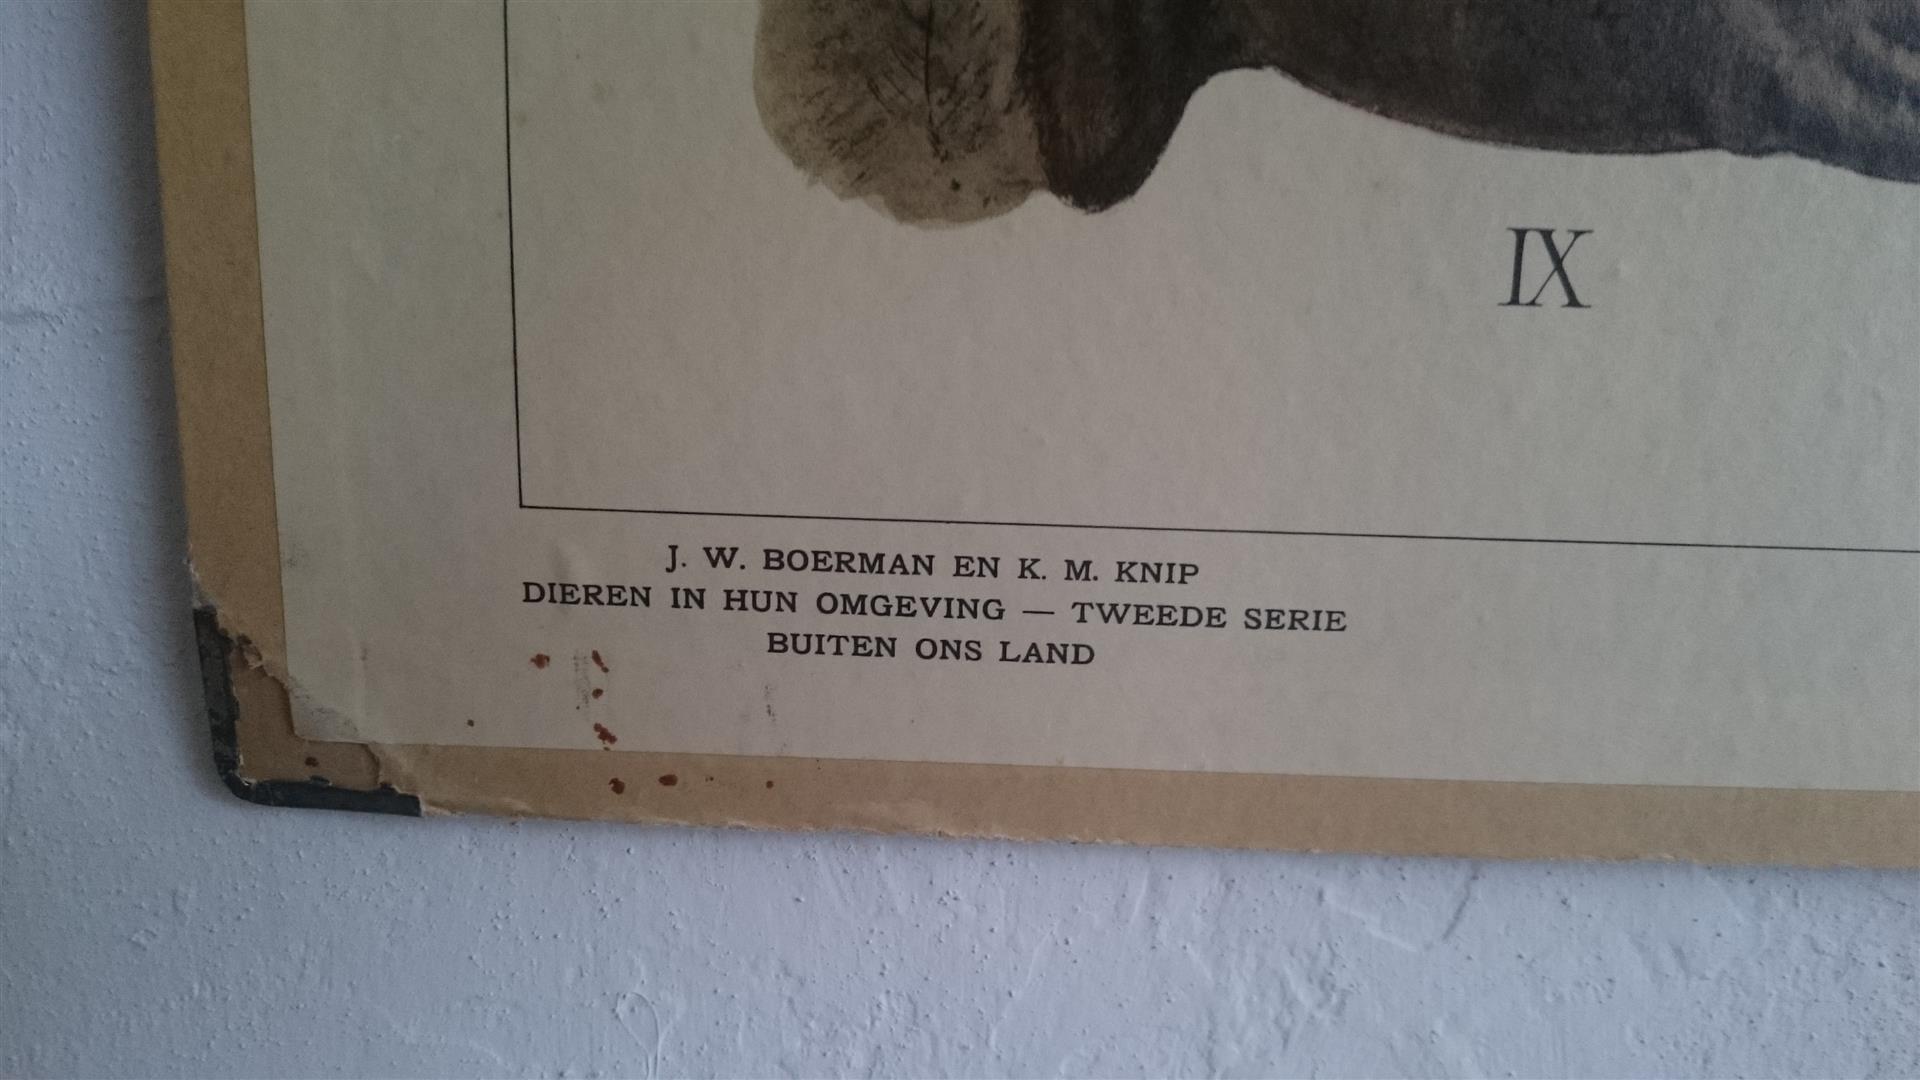 IX
J. W. BOERMAN EN K. M. KNIP
DIEREN IN HUN OMGEVING — TWEEDE SERIE
BUITEN ONS LAND